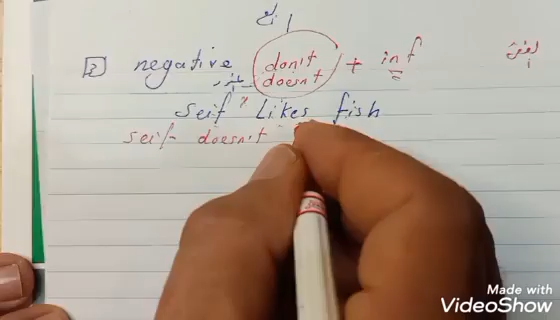 2 negative don't + inf
doesn't
Seif likes fish
seif doesn't
Made with
VideoShow